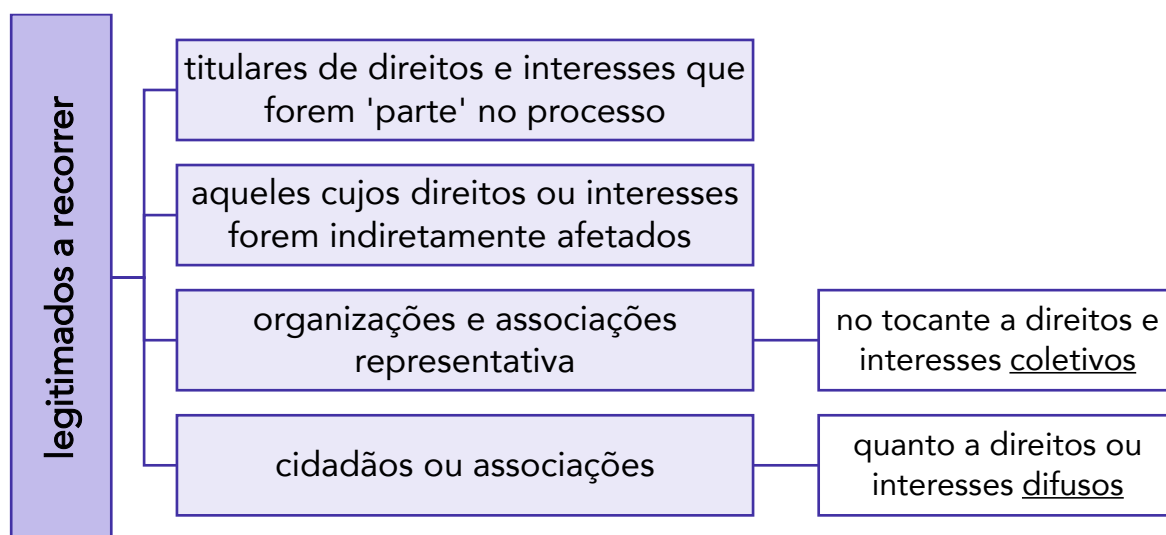 legitimados a recorrer
titulares de direitos e interesses que
forem 'parte' no processo
aqueles cujos direitos ou interesses
forem indiretamente afetados
organizações e associações
representativa
no tocante a direitos e
interesses coletivos
cidadãos ou associações
quanto a direitos ou
interesses difusos